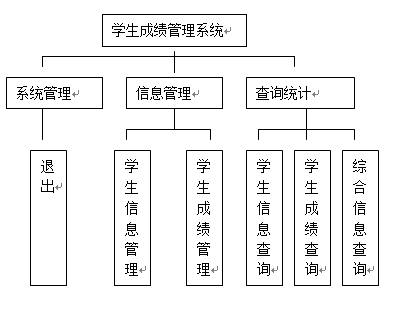 学生成绩管理系统
系统管理
信息管理
查询统计
退出
学生信息管理
学生成绩管理
学生信息查询
学生成绩查询
综合信息查询